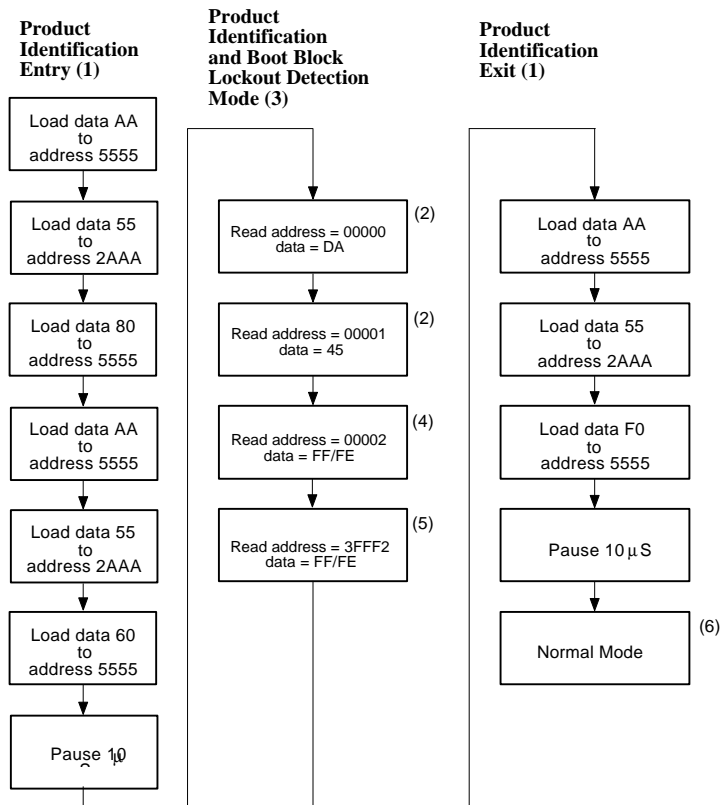 Product
Identification
Entry (1)
Load data AA
to
address 5555
Load data 55
to
address 2AAA
Load data 80
to
address 5555
Load data AA
to
address 5555
Load data 55
to
address 2AAA
Load data 60
to
address 5555
Pause 10
μ
Product
Identification
and Boot Block
Lockout Detection
Mode (3)
Read address = 00000
data = DA
(2)
Read address = 00001
data = 45
(2)
Read address = 00002
data = FF/FE
(4)
Read address = 3FFF2
data = FF/FE
(5)
Product
Identification
Exit (1)
Load data AA
to
address 5555
Load data 55
to
address 2AAA
Load data F0
to
address 5555
Pause 10 μ S
Normal Mode
(6)